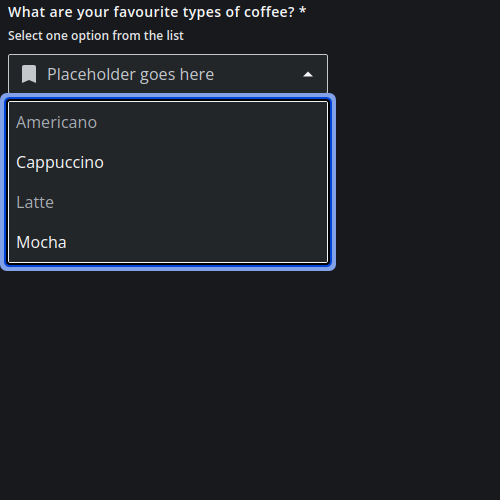 What are your favourite types of coffee? *
Select one option from the list
Placeholder goes here
Americano
Cappuccino
Latte
Mocha